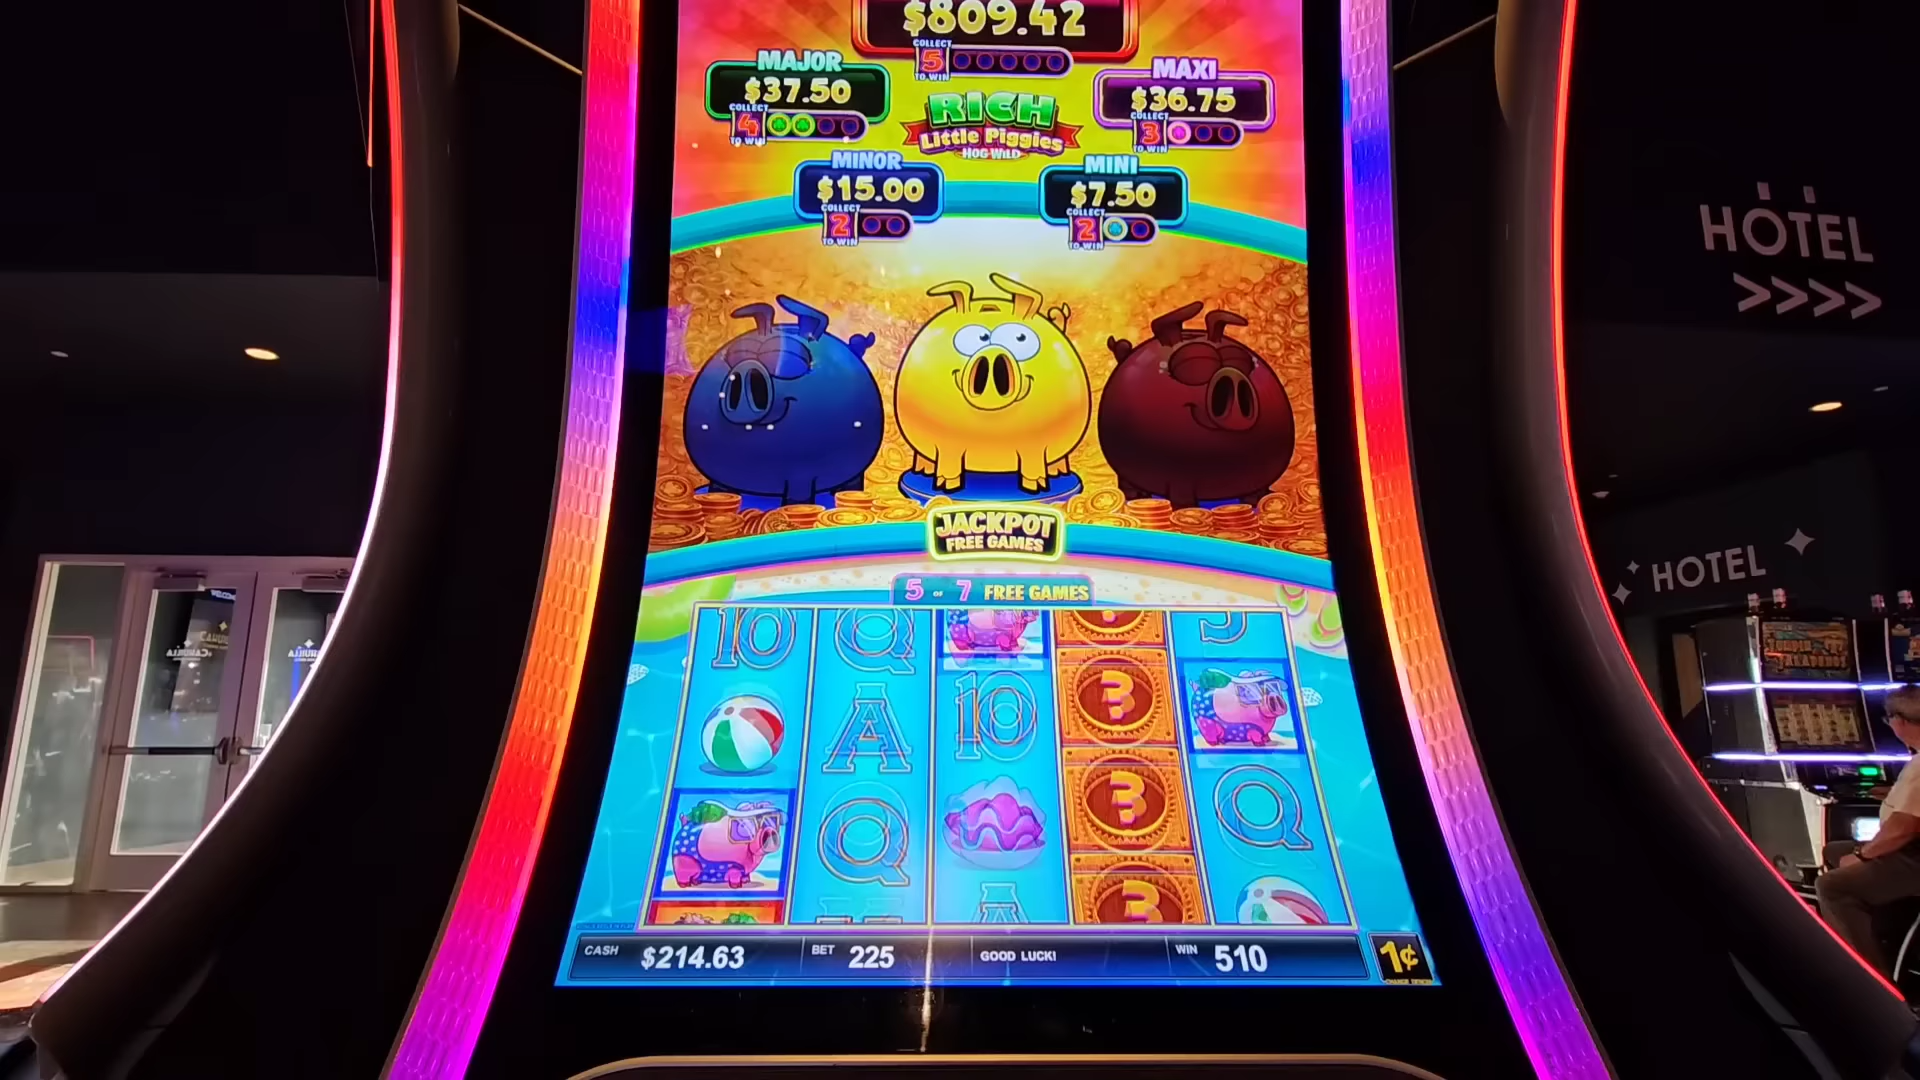 $809.42
COLLECT
5
TO WIN
MAJOR
$37.50
COLLECT
4
TO WIN
MAXI
$36.75
COLLECT
3
TO WIN
RICH
Little Piggies
HOG WILD
MINOR
$15.00
COLLECT
2
TO WIN
MINI
$7.50
COLLECT
2
TO WIN
HOTEL
>>>>
HOTEL
JACKPOT
FREE GAMES
5 OF 7 FREE GAMES
10 Q J
A 10 ?
Q ? Q
K A ?
CASH $214.63 BET 225 GOOD LUCK! WIN 510 1¢